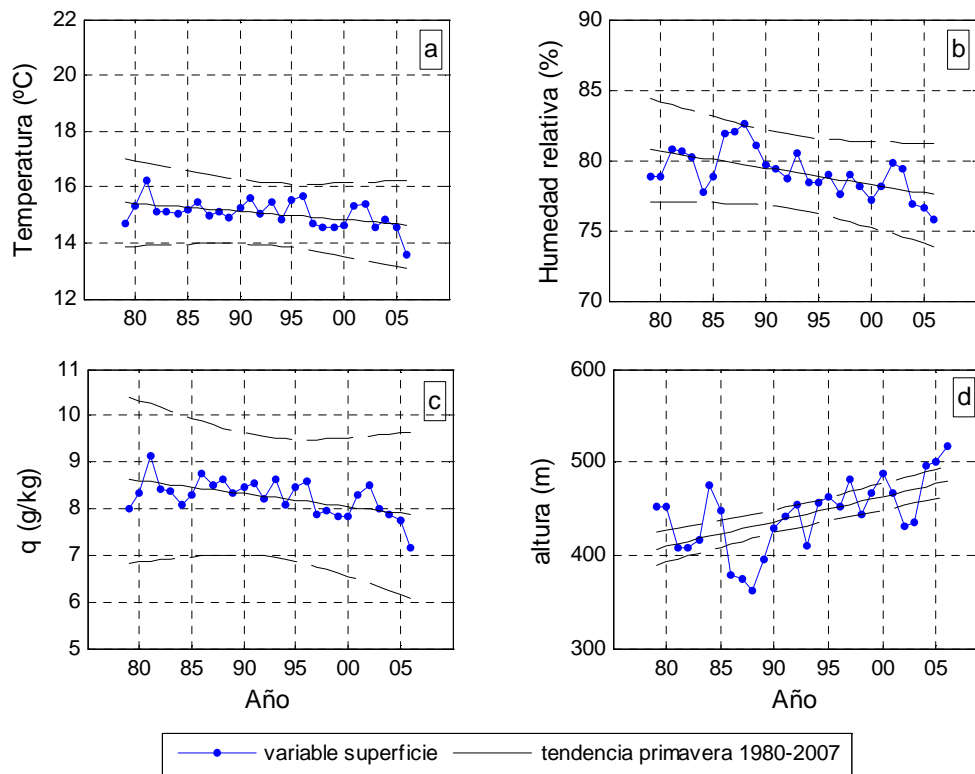 a
Temperatura (ºC)
22
20
18
16
14
12
80 85 90 95 00 05
b
Humedad relativa (%)
90
85
80
75
70
80 85 90 95 00 05
c
q (g/kg)
11
10
9
8
7
6
5
80 85 90 95 00 05
Año
d
altura (m)
600
500
400
300
80 85 90 95 00 05
Año
variable superficie
tendencia primavera 1980-2007